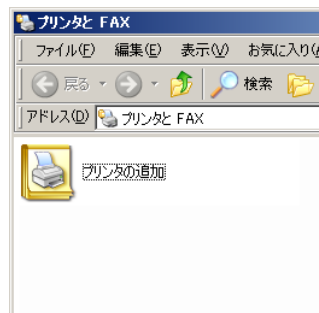 プリンタと FAX
ファイル(F) 編集(E) 表示(V) お気に入り(
戻る 検索
アドレス(D) プリンタと FAX
プリンタの追加